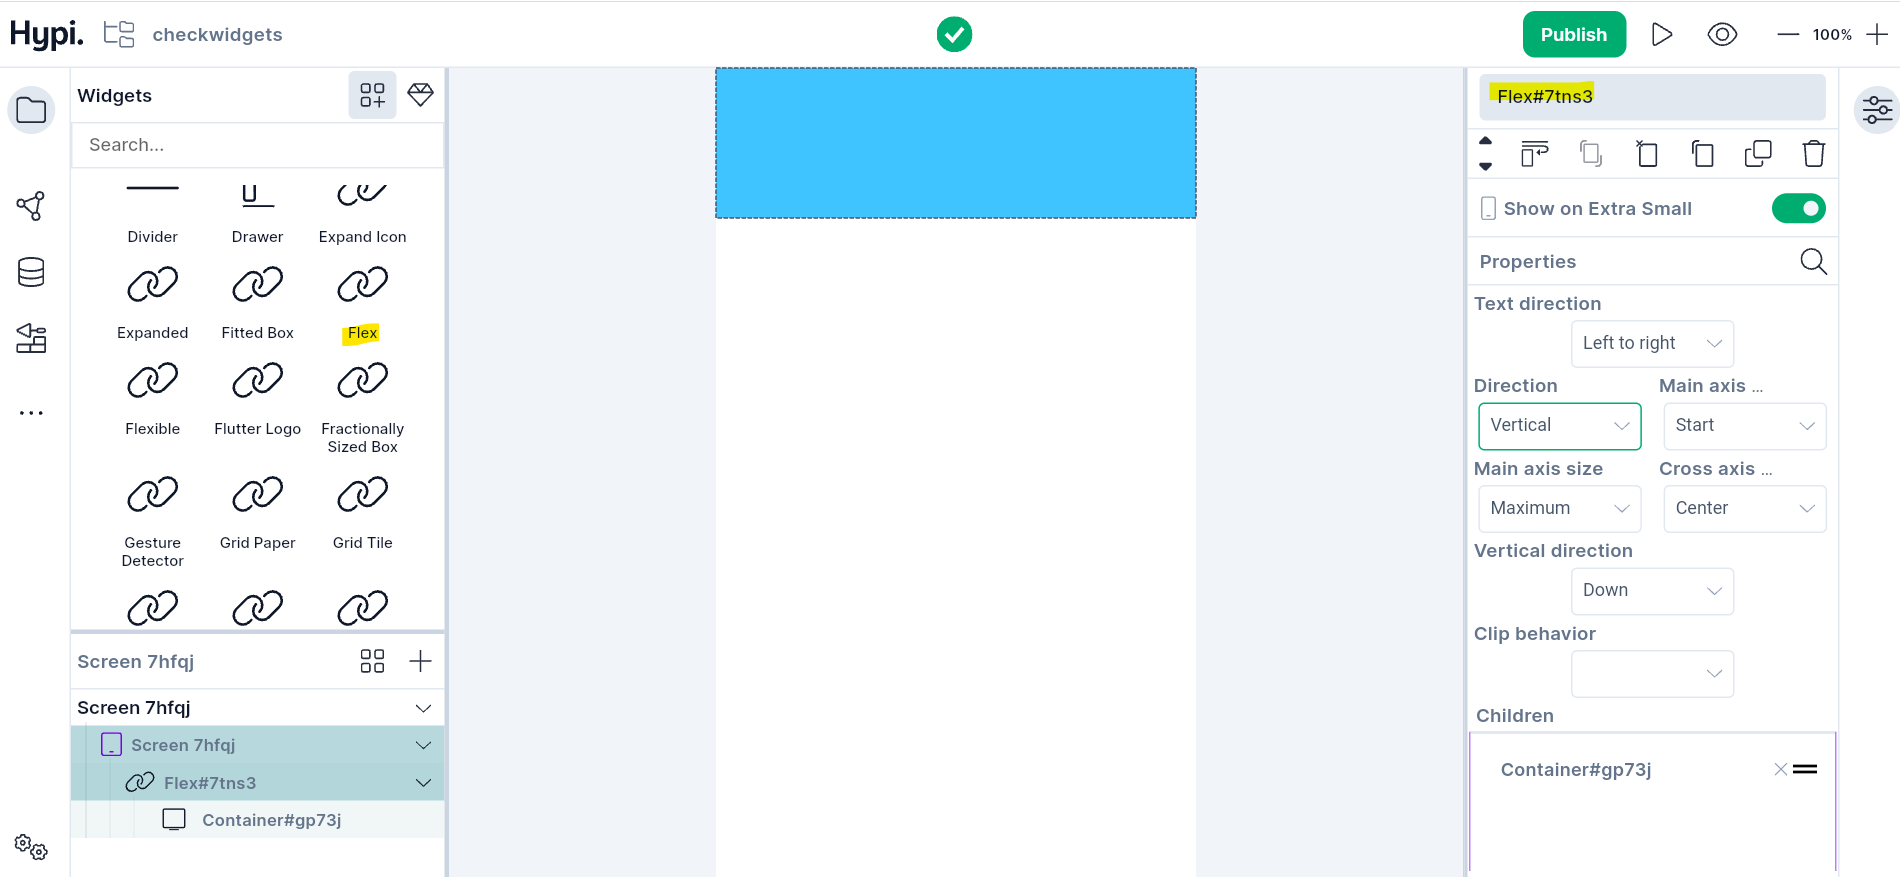 Hypi.
checkwidgets
Publish
100%
Widgets
Search...
Divider
Drawer
Expand Icon
Expanded
Fitted Box
Flex
Flexible
Flutter Logo
Fractionally
Sized Box
Gesture
Detector
Grid Paper
Grid Tile
Screen 7hfqj
Screen 7hfqj
Screen 7hfqj
Flex#7tns3
Container#gp73j
Flex#7tns3
Show on Extra Small
Properties
Text direction
Left to right
Direction
Main axis ...
Vertical
Start
Main axis size
Cross axis ...
Maximum
Center
Vertical direction
Down
Clip behavior
Children
Container#gp73j